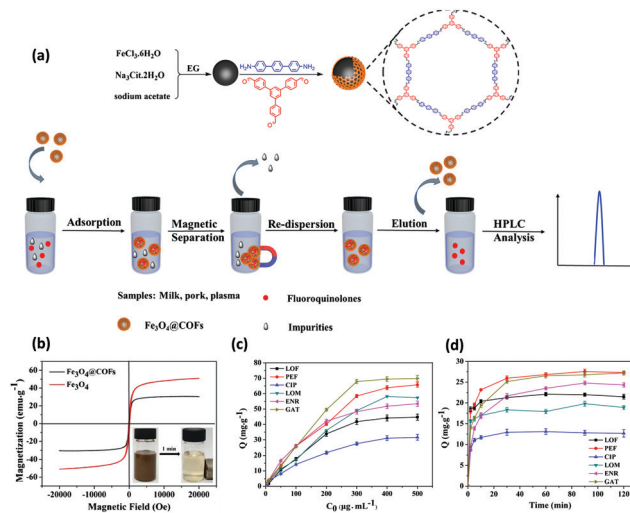 (a)
FeCl3.6H2O
Na3Cit.2H2O
sodium acetate
EG
H2N
NH2
Adsorption
Magnetic
Separation
Re-dispersion
Elution
HPLC
Analysis
Samples: Milk, pork, plasma
Fluoroquinolones
Fe3O4@COFs
Impurities
(b)
Magnetization (emu·g-1)
60
40
20
0
-20
-40
-60
Fe3O4@COFs
Fe3O4
1 min
-20000 -10000 0 10000 20000
Magnetic Field (Oe)
(c)
Q (g.g-1)
80
70
60
50
40
30
20
10
0
LOF
PEF
CIP
LOM
ENR
GAT
0 100 200 300 400 500
C0 (µg. mL-1)
(d)
Q (mg.g-1)
30
25
20
15
10
5
0
LOF
PEF
CIP
LOM
ENR
GAT
0 20 40 60 80 100 120
Time (min)